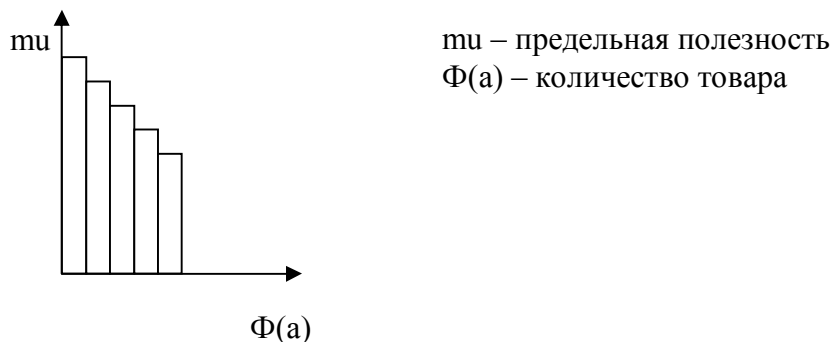 mu
mu – предельная полезность
Ф(а) – количество товара
Ф(а)